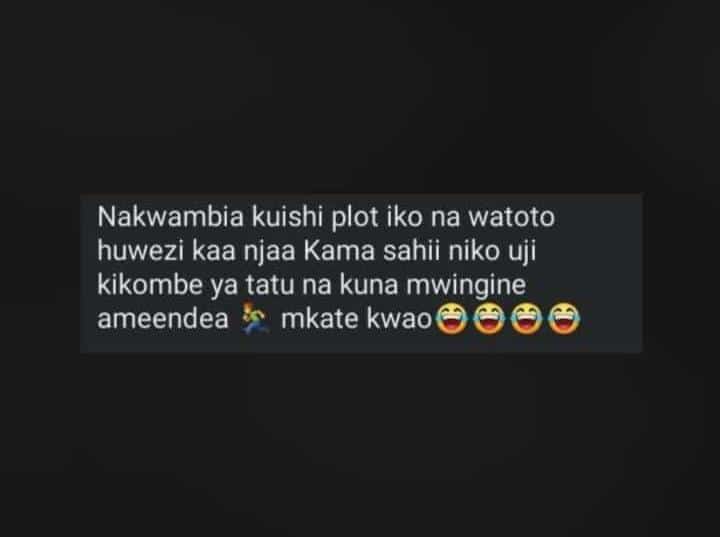 Nakwambia kuishi plot iko na watoto
huwezi kaa njaa Kama sahii niko uji
kikombe ya tatu na kuna mwingine
ameendea 🏃‍♂️ mkate kwao😂😂😂😂